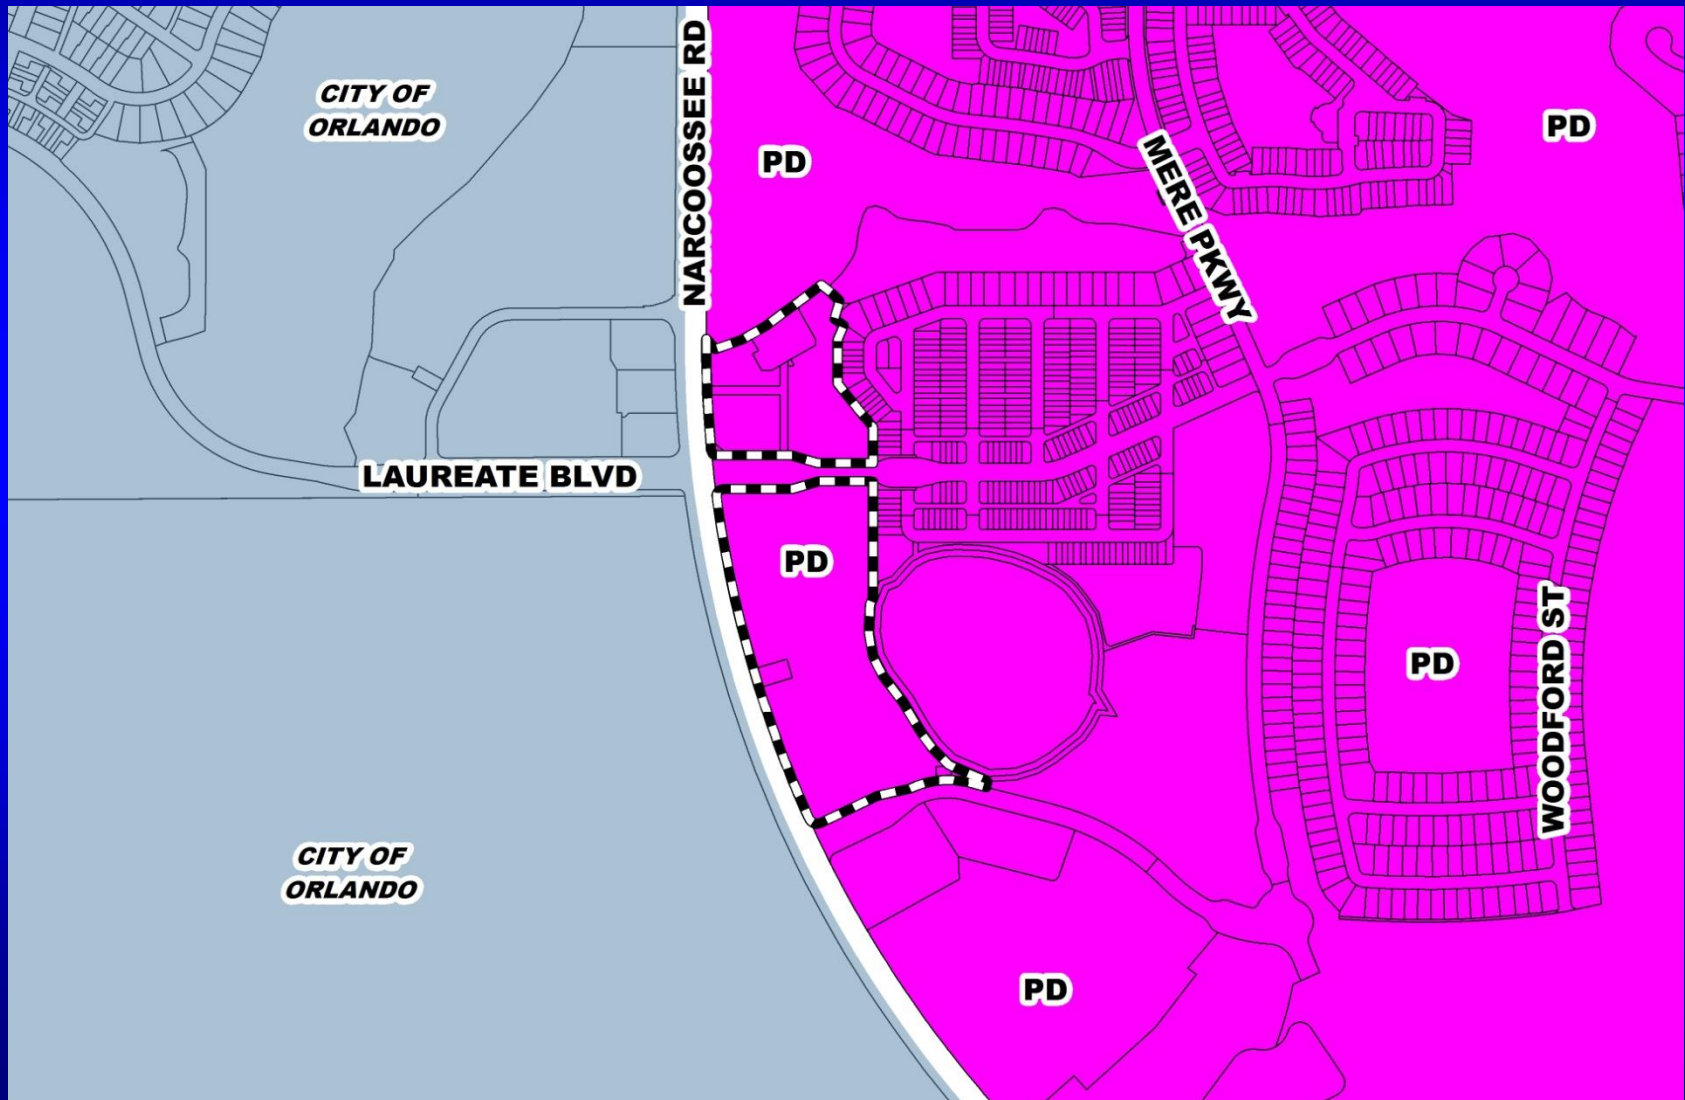 CITY OF
ORLANDO
NARCOOSSEE RD
PD
MERE PKWY
PD
LAUREATE BLVD
PD
PD
WOODFORD ST
CITY OF
ORLANDO
PD